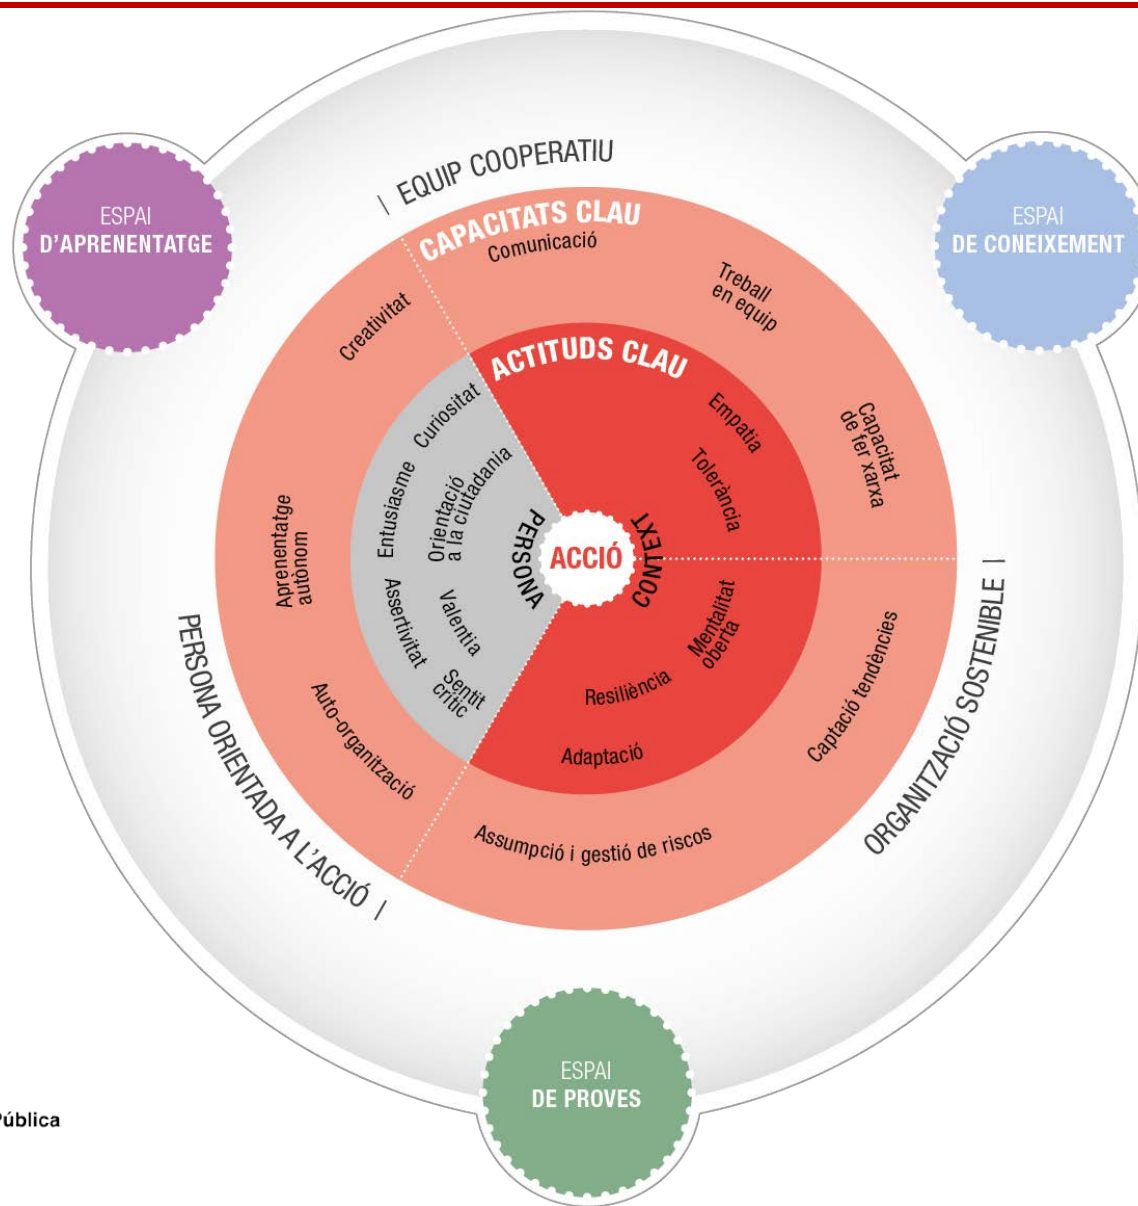 | EQUIP COOPERATIU
ESPAI
D'APRENENTATGE
ESPAI
DE CONEIXEMENT
CAPACITATS CLAU
Comunicació
Treball
en equip
Creativitat
ACTITUDS CLAU
Curiositat
Empatia
Capacitat
de fer xarxa
Tolerància
Entusiasme
Orientació
a la ciutadania
Aprenentatge
autònom
PERSONA
ACCIÓ
CONTEXT
Assertivitat
Valentia
Sentit
crític
Mentalitat
oberta
Resiliència
Adaptació
Captació tendències
Auto-organització
Assumpció i gestió de riscos
PERSONA ORIENTADA A L'ACCIÓ |
ORGANITZACIÓ SOSTENIBLE |
ESPAI
DE PROVES
Pública